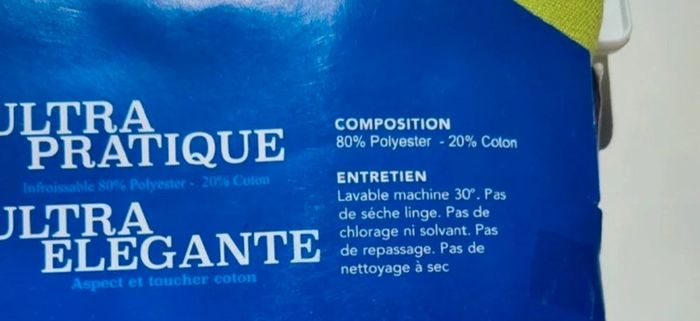 ULTRA
PRATIQUE
Infroissable 80% Polyester - 20% Coton
ULTRA
ELEGANTE
Aspect et toucher coton
COMPOSITION
80% Polyester - 20% Coton
ENTRETIEN
Lavable machine 30°. Pas
de séche linge. Pas de
chlorage ni solvant. Pas
de repassage. Pas de
nettoyage à sec